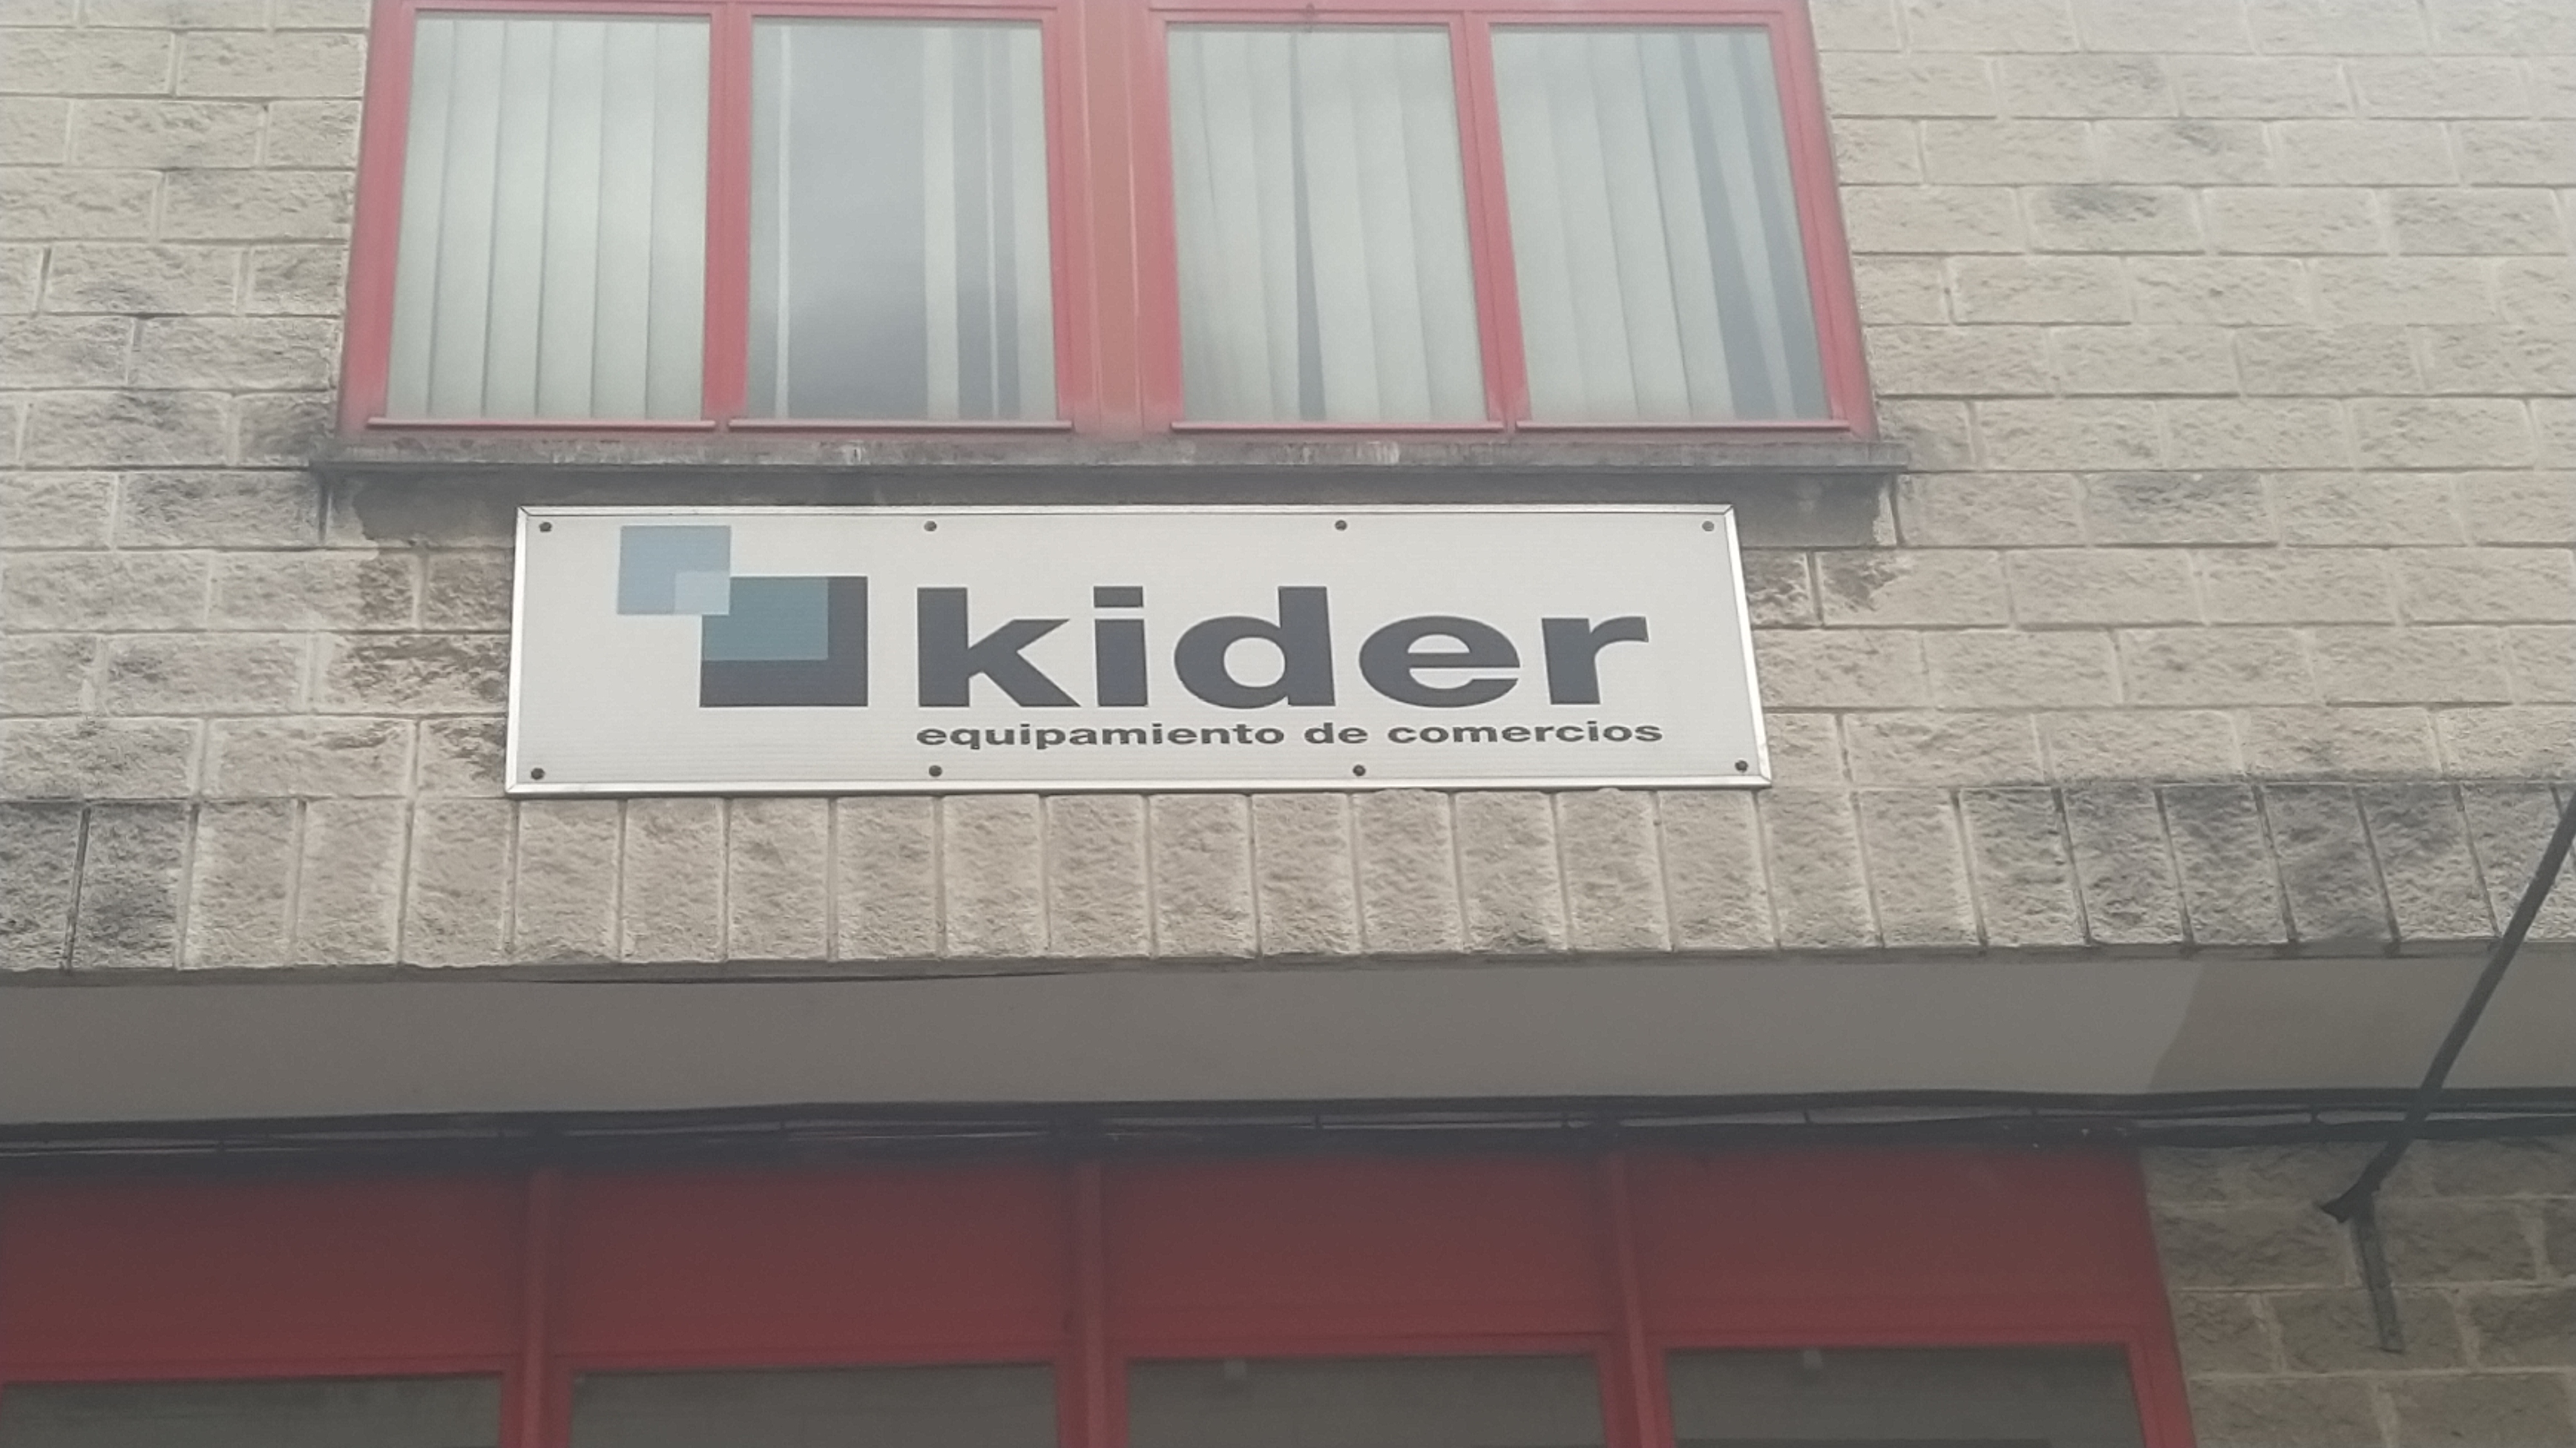 kider
equipamiento de comercios